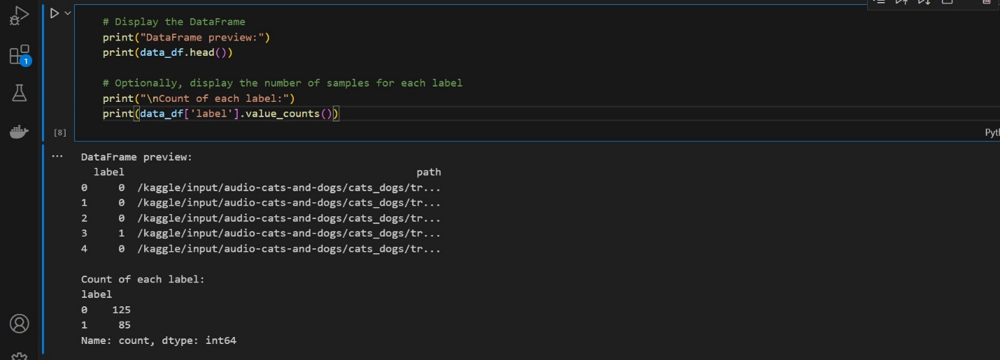 # Display the DataFrame
print("DataFrame preview:")
print(data_df.head())
1
# Optionally, display the number of samples for each label
print("\nCount of each label:")
print(data_df['label'].value_counts())
[8]
DataFrame preview:
label path
0 0 /kaggle/input/audio-cats-and-dogs/cats_dogs/tr...
1 0 /kaggle/input/audio-cats-and-dogs/cats_dogs/tr...
2 0 /kaggle/input/audio-cats-and-dogs/cats_dogs/tr...
3 1 /kaggle/input/audio-cats-and-dogs/cats_dogs/tr...
4 0 /kaggle/input/audio-cats-and-dogs/cats_dogs/tr...
Count of each label:
label
0 125
1 85
Name: count, dtype: int64